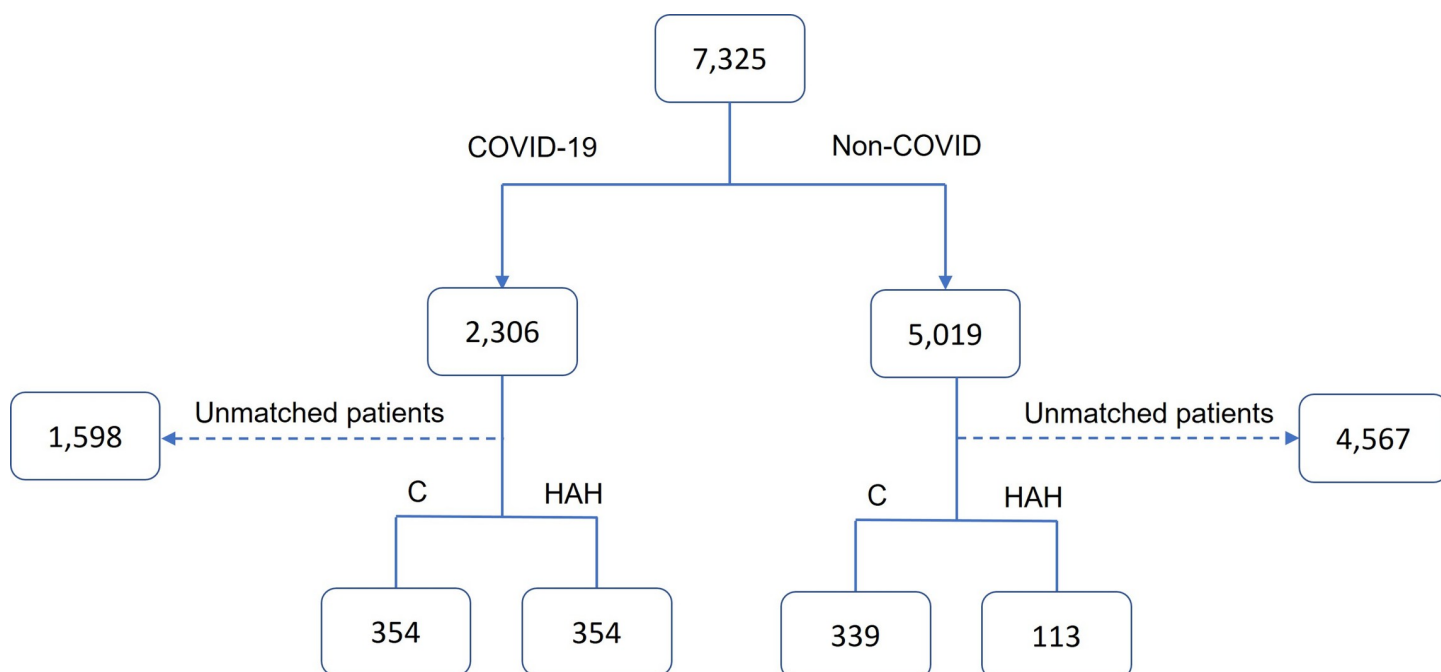 7,325
COVID-19
Non-COVID
2,306
5,019
Unmatched patients
Unmatched patients
1,598
4,567
C
HAH
C
HAH
354
354
339
113